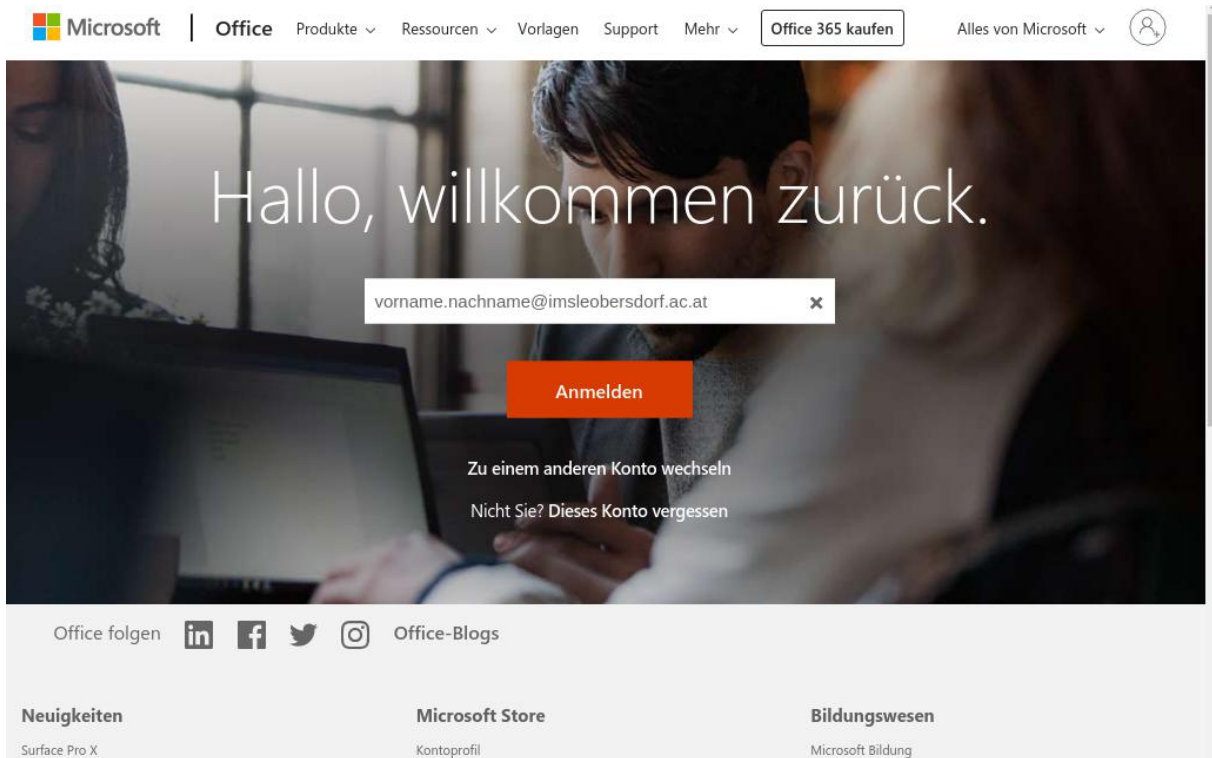 Microsoft Office Produkte Ressourcen Vorlagen Support Mehr Office 365 kaufen Alles von Microsoft
Hallo, willkommen zurück.
vorname.nachname@imsleobersdorf.ac.at
Anmelden
Zu einem anderen Konto wechseln
Nicht Sie? Dieses Konto vergessen
Office folgen Office-Blogs
Neuigkeiten Microsoft Store Bildungswesen
Surface Pro X Kontoprofil Microsoft Bildung